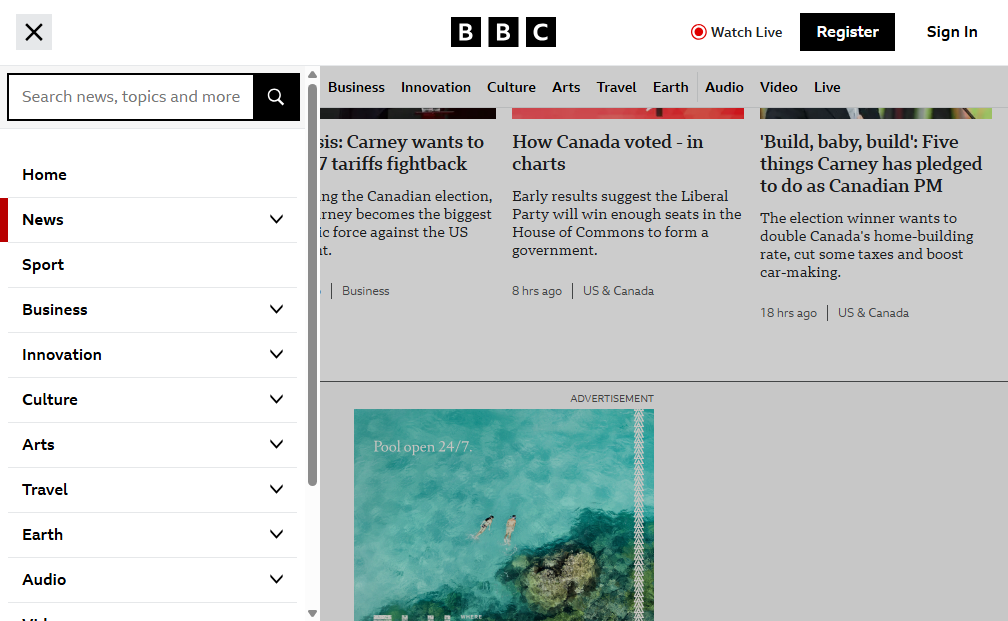 BBC
Watch Live
Register
Sign In
Search news, topics and more
Home
News
Sport
Business
Innovation
Culture
Arts
Travel
Earth
Audio
Business
Innovation
Culture
Arts
Travel
Earth
Audio
Video
Live
sis: Carney wants to
7 tariffs fightback
ng the Canadian election,
arney becomes the biggest
ic force against the US
nt.
Business
How Canada voted - in
charts
Early results suggest the Liberal
Party will win enough seats in the
House of Commons to form a
government.
8 hrs ago
US & Canada
'Build, baby, build': Five
things Carney has pledged
to do as Canadian PM
The election winner wants to
double Canada's home-building
rate, cut some taxes and boost
car-making.
18 hrs ago
US & Canada
ADVERTISEMENT
Pool open 24/7.
WHERE